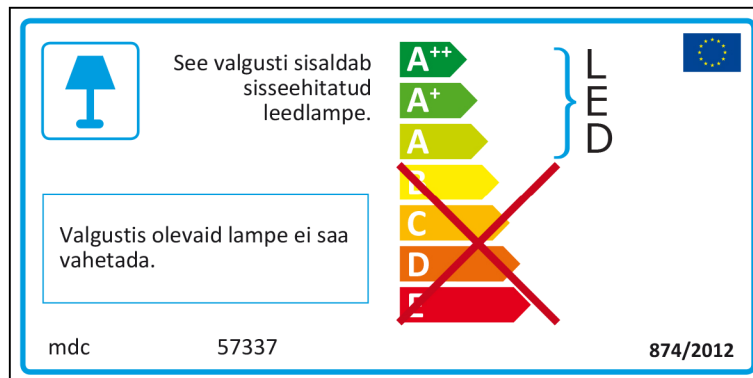 See valgusti sisaldab
sisseehitatud
leedlampe.
A++
A+
A
B
C
D
E
L
E
D
Valgustis olevaid lampe ei saa
vahetada.
mdc 57337 874/2012